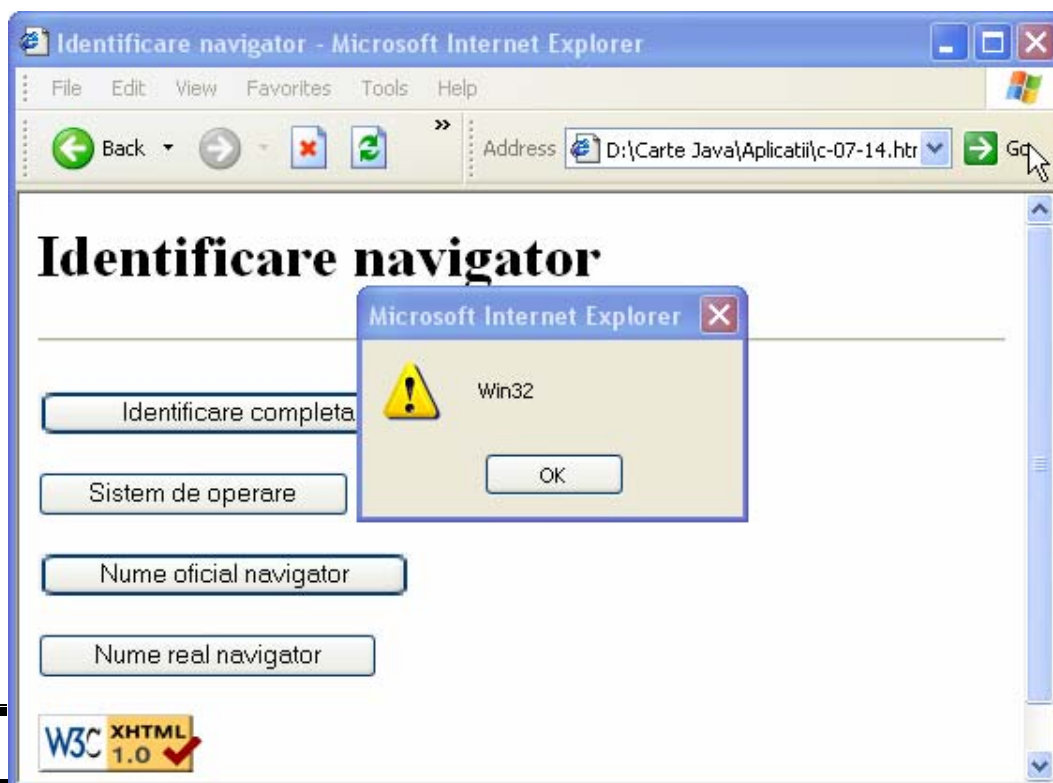 Identificare navigator - Microsoft Internet Explorer
File Edit View Favorites Tools Help
Back » Address D:\Carte Java\Aplicatii\c-07-14.htr Go
Identificare navigator
Microsoft Internet Explorer
Win32
OK
Identificare completa
Sistem de operare
Nume oficial navigator
Nume real navigator
W3C XHTML
1.0